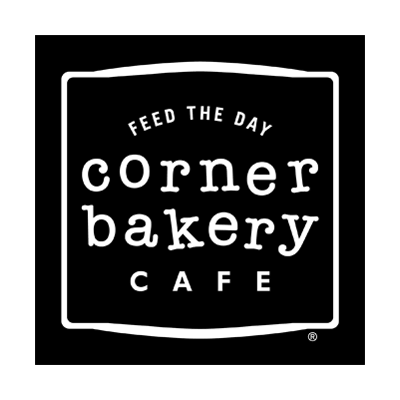 FEED THE DAY
corner
bakery
CAFE
®